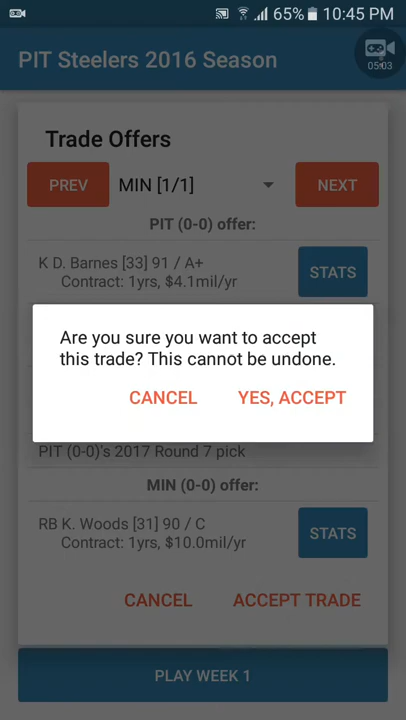 65% 10:45 PM
PIT Steelers 2016 Season
05:03
Trade Offers
PREV MIN [1/1] NEXT
PIT (0-0) offer:
K D. Barnes [33] 91 / A+
Contract: 1yrs, $4.1mil/yr
STATS
Are you sure you want to accept
this trade? This cannot be undone.
CANCEL YES, ACCEPT
PIT (0-0)'s 2017 Round 7 pick
MIN (0-0) offer:
RB K. Woods [31] 90 / C
Contract: 1yrs, $10.0mil/yr
STATS
CANCEL ACCEPT TRADE
PLAY WEEK 1